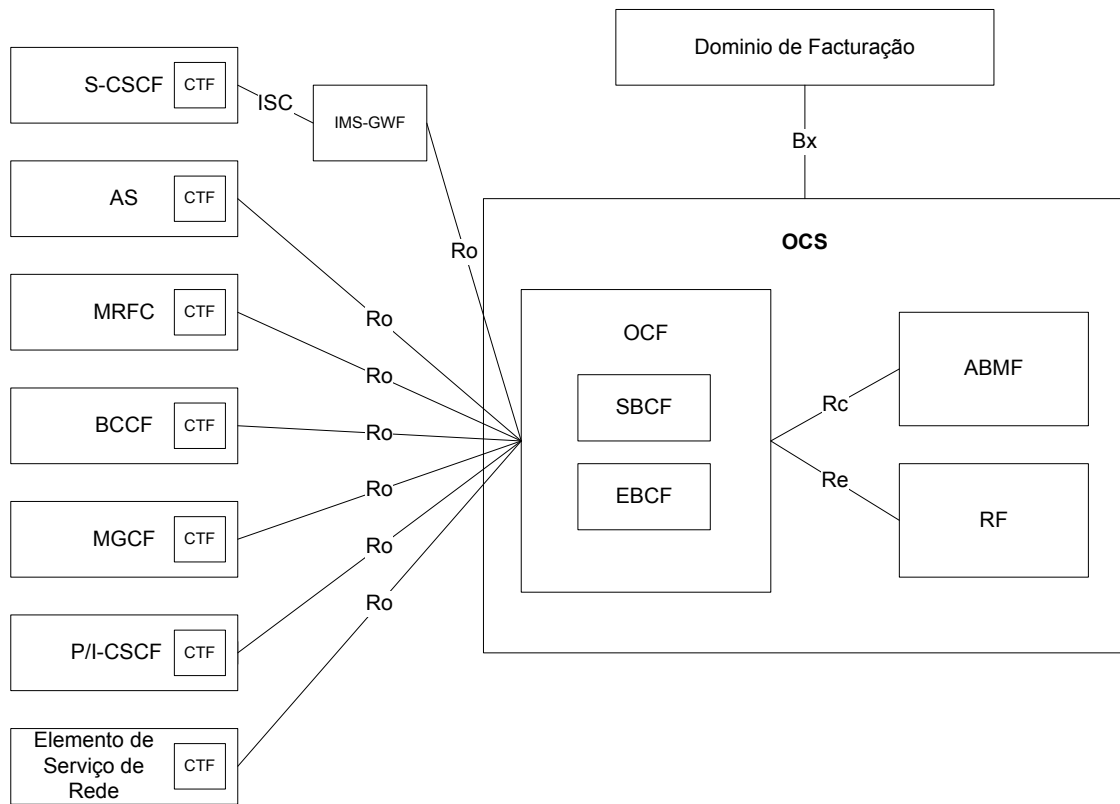 Dominio de Facturação
S-CSCF
CTF
ISC
IMS-GWF
Bx
AS
CTF
OCS
Ro
MRFC
CTF
Ro
OCF
ABMF
Ro
SBCF
Rc
BCCF
CTF
Ro
EBCF
Re
Ro
RF
MGCF
CTF
Ro
Ro
P/I-CSCF
CTF
Elemento de
Serviço de
Rede
CTF